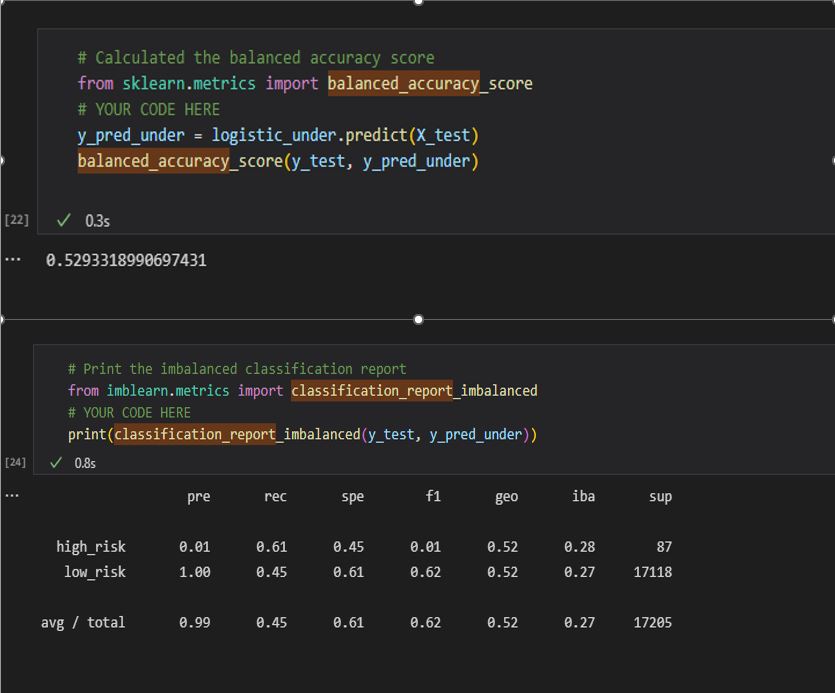 # Calculated the balanced accuracy score
from sklearn.metrics import balanced_accuracy_score
# YOUR CODE HERE
y_pred_under = logistic_under.predict(X_test)
balanced_accuracy_score(y_test, y_pred_under)
[22] ✓ 0.3s
... 0.5293318990697431
# Print the imbalanced classification report
from imblearn.metrics import classification_report_imbalanced
# YOUR CODE HERE
print(classification_report_imbalanced(y_test, y_pred_under))
[24] ✓ 0.8s
... pre rec spe f1 geo iba sup
high_risk 0.01 0.61 0.45 0.01 0.52 0.28 87
low_risk 1.00 0.45 0.61 0.62 0.52 0.27 17118
avg / total 0.99 0.45 0.61 0.62 0.52 0.27 17205